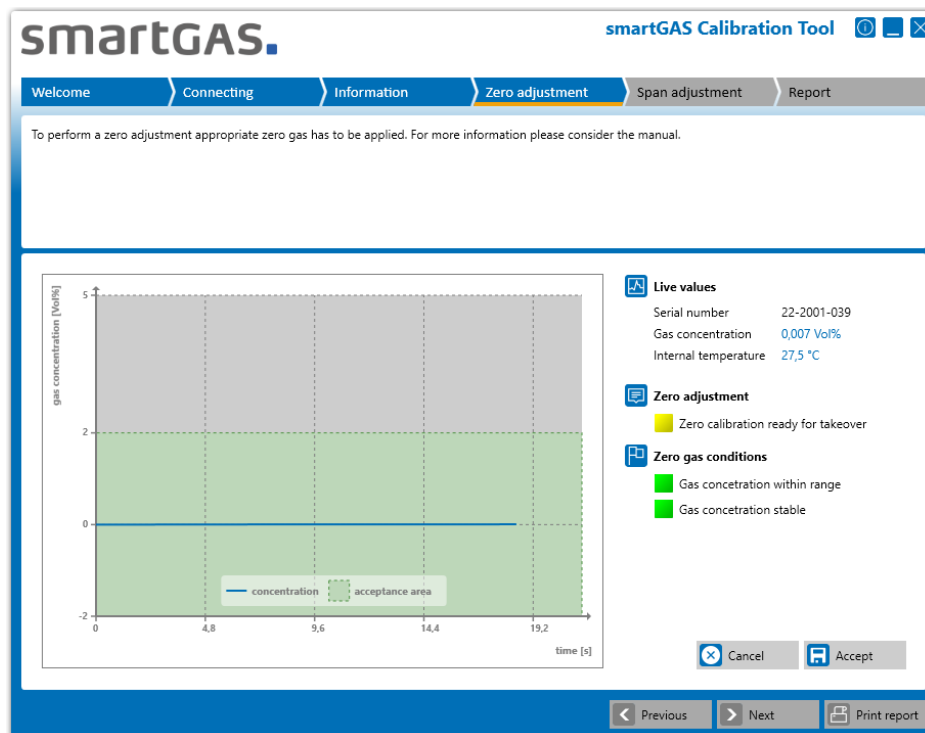 smartGAS.
smartGAS Calibration Tool
Welcome
Connecting
Information
Zero adjustment
Span adjustment
Report
To perform a zero adjustment appropriate zero gas has to be applied. For more information please consider the manual.
gas concentration [Vol%]
5
2
0
-2
0
4,8
9,6
14,4
19,2
time [s]
concentration
acceptance area
Live values
Serial number 22-2001-039
Gas concentration 0,007 Vol%
Internal temperature 27,5 °C
Zero adjustment
Zero calibration ready for takeover
Zero gas conditions
Gas concetration within range
Gas concetration stable
Cancel
Accept
Previous
Next
Print report